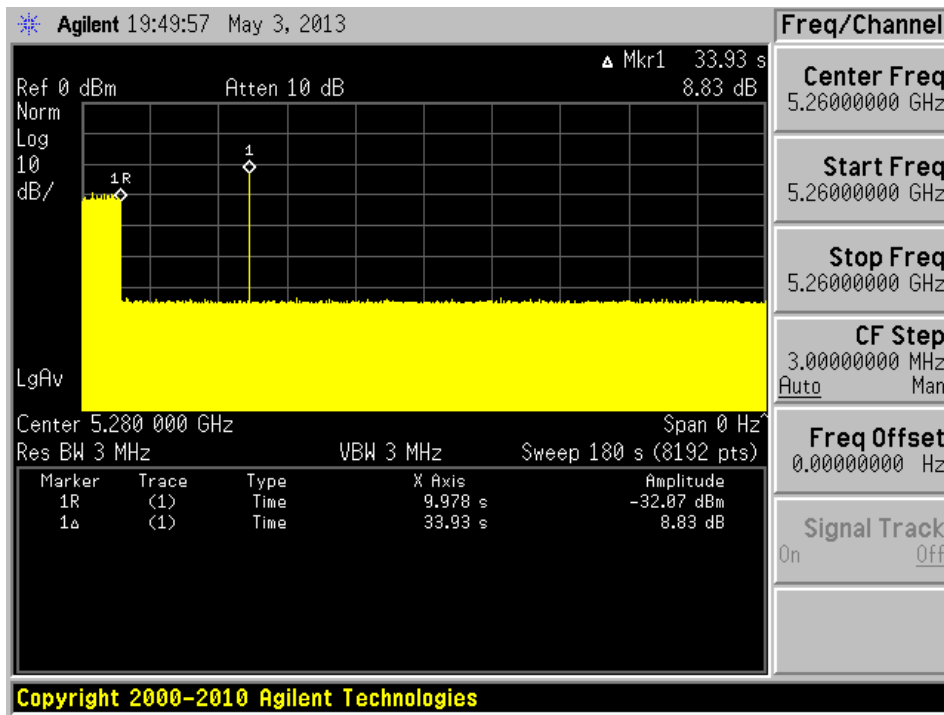 Agilent 19:49:57 May 3, 2013
Freq/Channel
Δ Mkr1 33.93 s
Ref 0 dBm Atten 10 dB 8.83 dB
Norm
Log
10
dB/
1R
1
LgAv
Center 5.280 000 GHz Span 0 Hz^
Res BW 3 MHz VBW 3 MHz Sweep 180 s (8192 pts)
Marker Trace Type X Axis Amplitude
1R (1) Time 9.978 s -32.07 dBm
1Δ (1) Time 33.93 s 8.83 dB
Center Freq
5.26000000 GHz
Start Freq
5.26000000 GHz
Stop Freq
5.26000000 GHz
CF Step
3.00000000 MHz
Auto Man
Freq Offset
0.00000000 Hz
Signal Track
On Off
Copyright 2000-2010 Agilent Technologies